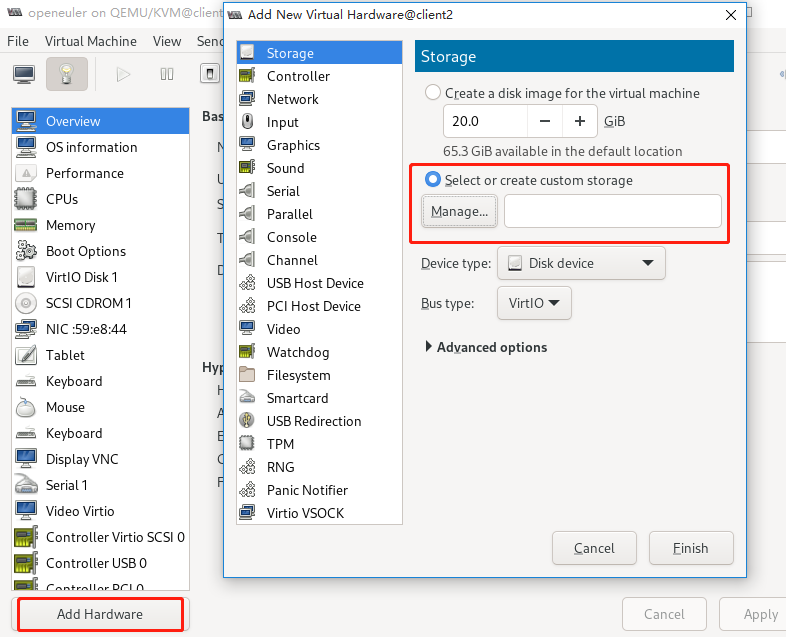 openeuler on QEMU/KVM@client
File Virtual Machine View Send
Overview
OS information
Performance
CPUs
Memory
Boot Options
VirtIO Disk 1
SCSI CDROM 1
NIC :59:e8:44
Tablet
Keyboard
Mouse
Keyboard
Display VNC
Serial 1
Video Virtio
Controller Virtio SCSI 0
Controller USB 0
Controller PCI 0
Add Hardware
Bas
Hyp
Add New Virtual Hardware@client2
Storage
Controller
Network
Input
Graphics
Sound
Serial
Parallel
Console
Channel
USB Host Device
PCI Host Device
Video
Watchdog
Filesystem
Smartcard
USB Redirection
TPM
RNG
Panic Notifier
Virtio VSOCK
Storage
Create a disk image for the virtual machine
20.0 − + GiB
65.3 GiB available in the default location
Select or create custom storage
Manage...
Device type: Disk device
Bus type: VirtIO
Advanced options
Cancel Finish
Cancel Apply